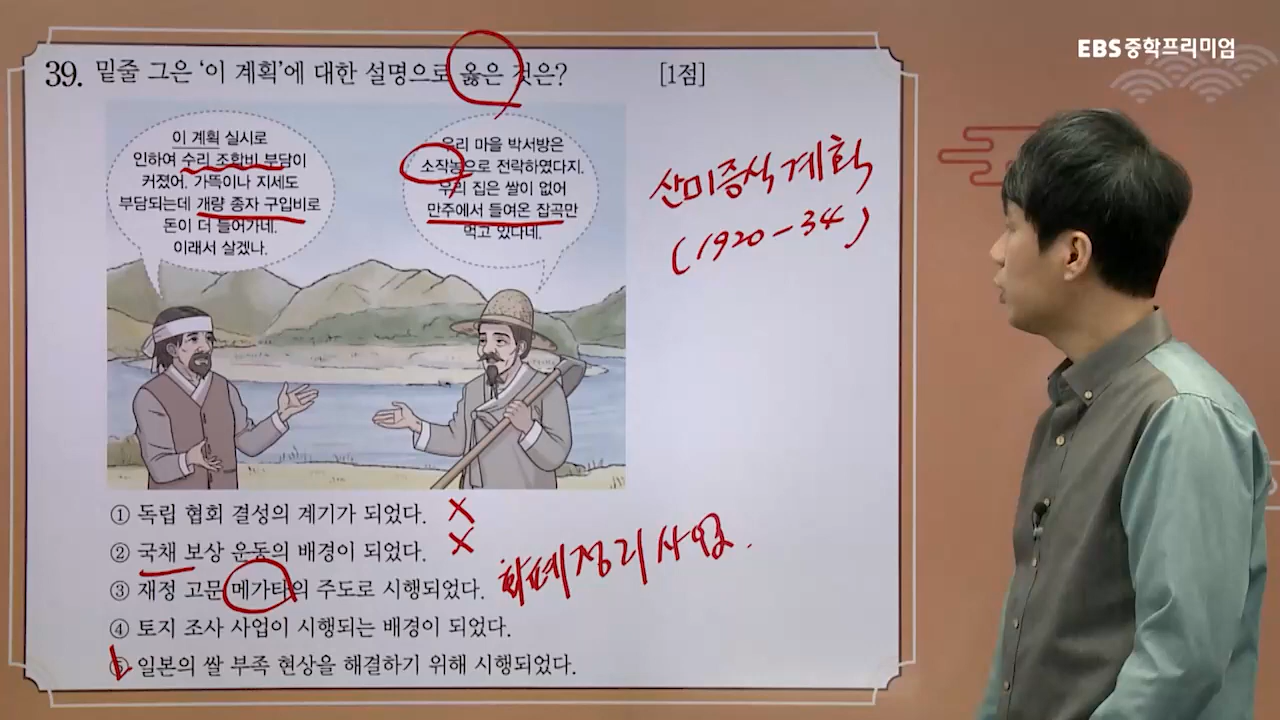 EBS 중학프리미엄
39. 밑줄 그은 '이 계획'에 대한 설명으로 옳은 것은? [1점]
이 계획 실시로
인하여 수리 조합비 부담이
커졌어. 가뜩이나 지세도
부담되는데 개량 종자 구입비로
돈이 더 들어가네.
이래서 살겠나.
우리 마을 박서방은
소작농으로 전락하였다지.
우리 집은 쌀이 없어
만주에서 들여온 잡곡만
먹고 있다네.
산미증식계획
(1920-34)
① 독립 협회 결성의 계기가 되었다. X
② 국채 보상 운동의 배경이 되었다. X
③ 재정 고문 메가타의 주도로 시행되었다. 화폐정리사업.
④ 토지 조사 사업이 시행되는 배경이 되었다.
⑤ 일본의 쌀 부족 현상을 해결하기 위해 시행되었다.